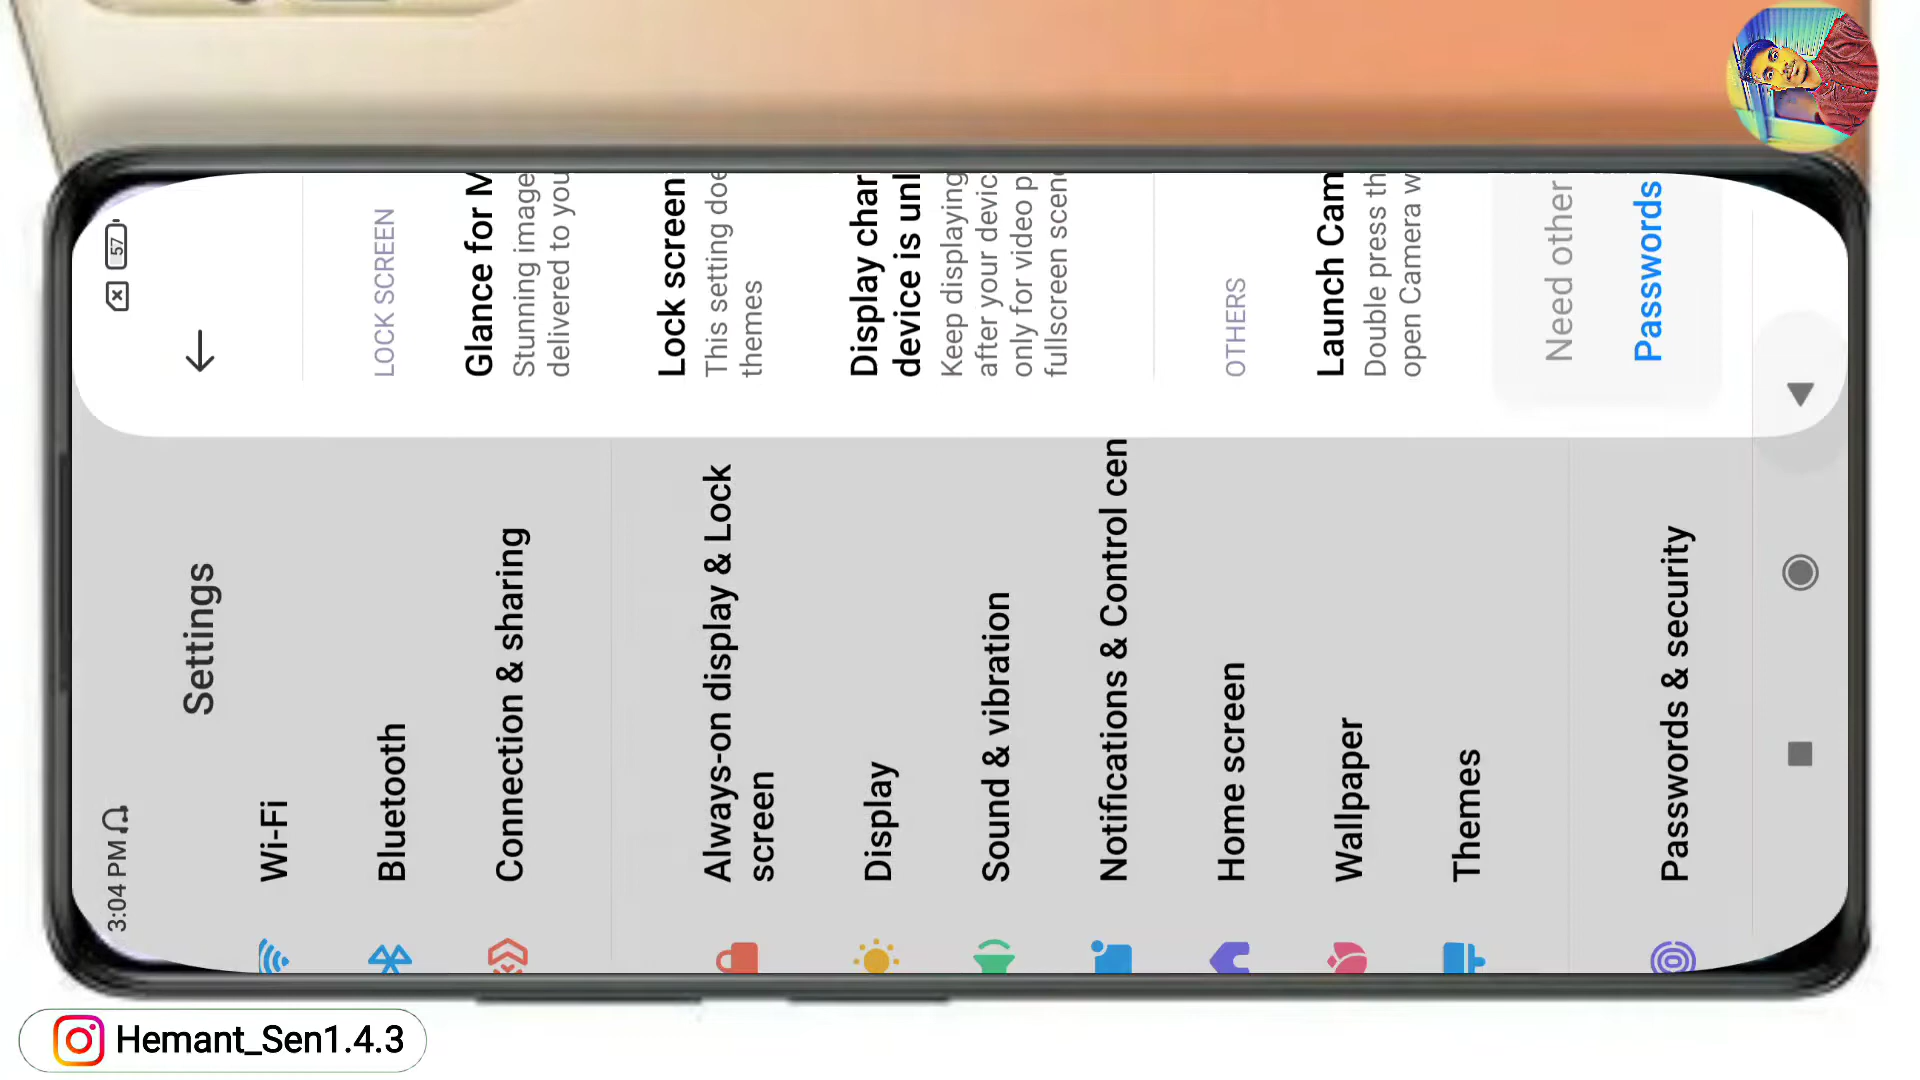 3:04 PM
57
Settings
Wi-Fi
Bluetooth
Connection & sharing
Always-on display & Lock
screen
Display
Sound & vibration
Notifications & Control cen
Home screen
Wallpaper
Themes
Passwords & security
LOCK SCREEN
Glance for M
Stunning image
delivered to you
Lock screen
This setting doe
themes
Display char
device is unl
Keep displaying
after your devic
only for video p
fullscreen scene
OTHERS
Launch Cam
Double press th
open Camera w
Need other
Passwords
Hemant_Sen1.4.3